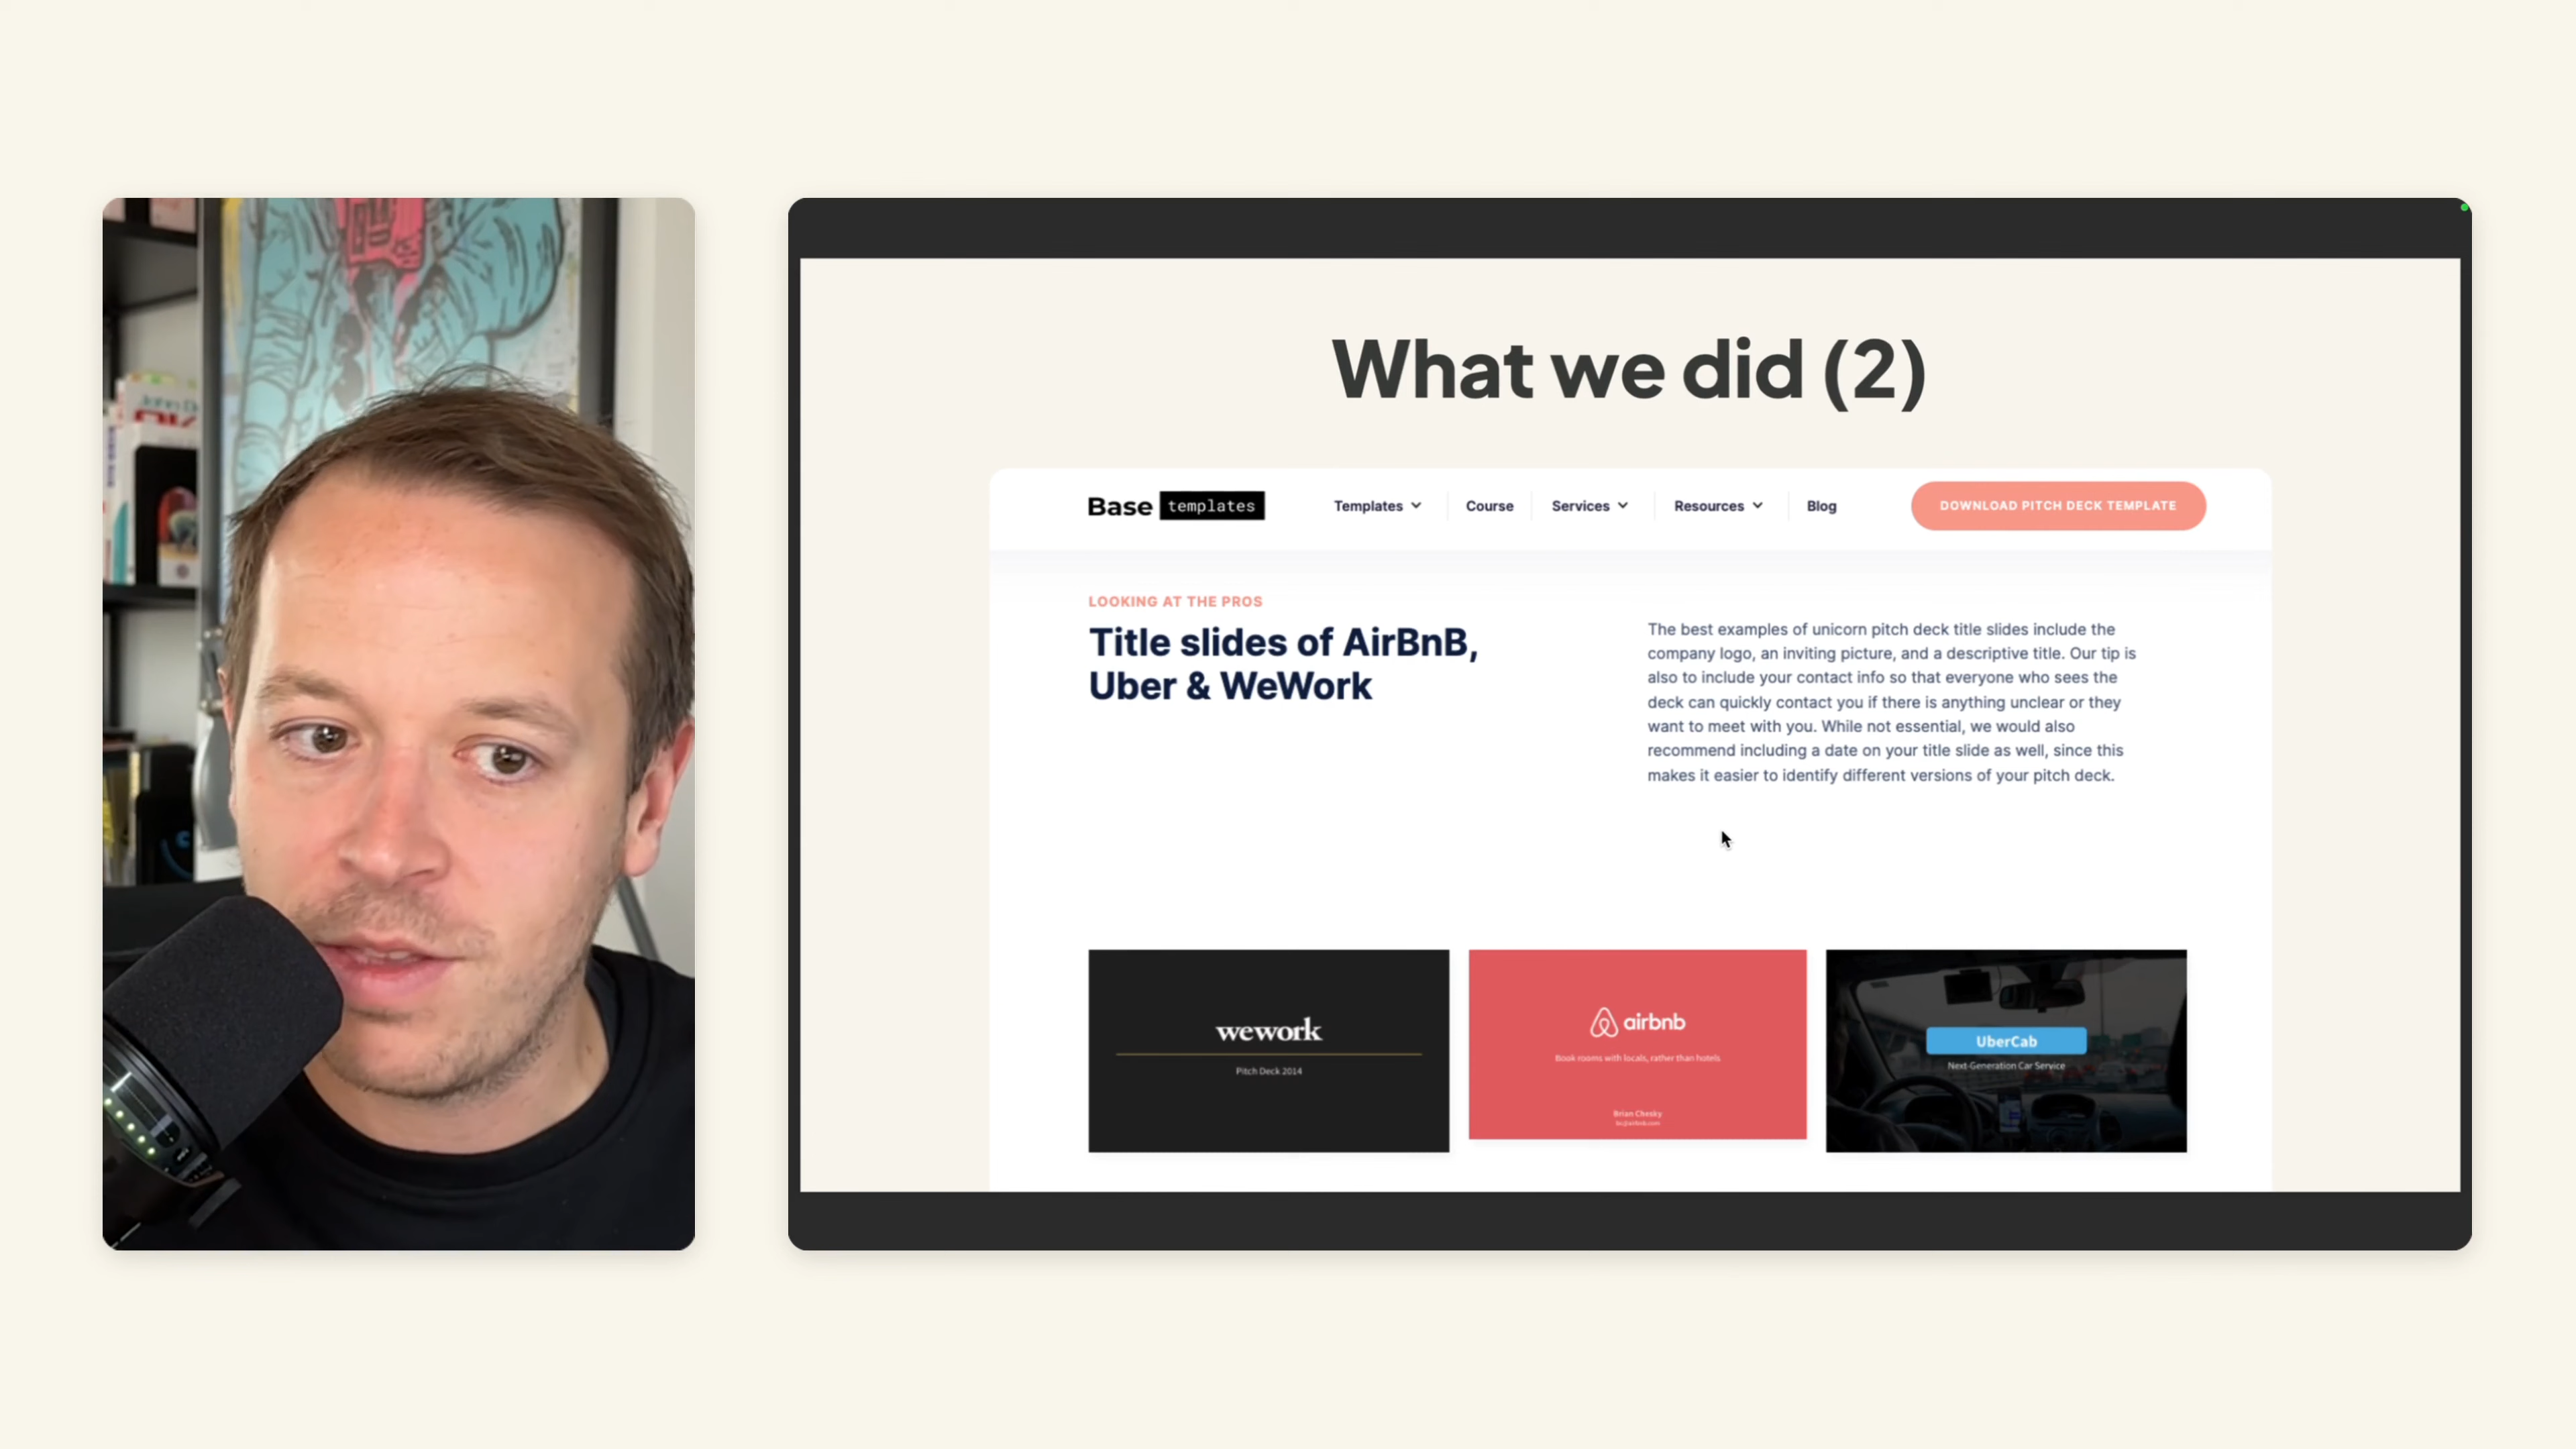 What we did (2)
Base templates
Templates
Course
Services
Resources
Blog
DOWNLOAD PITCH DECK TEMPLATE
LOOKING AT THE PROS
Title slides of AirBnB,
Uber & WeWork
The best examples of unicorn pitch deck title slides include the
company logo, an inviting picture, and a descriptive title. Our tip is
also to include your contact info so that everyone who sees the
deck can quickly contact you if there is anything unclear or they
want to meet with you. While not essential, we would also
recommend including a date on your title slide as well, since this
makes it easier to identify different versions of your pitch deck.
wework
Pitch Deck 2014
airbnb
Book rooms with locals, rather than hotels
Brian Chesky
UberCab
Next-Generation Car Service